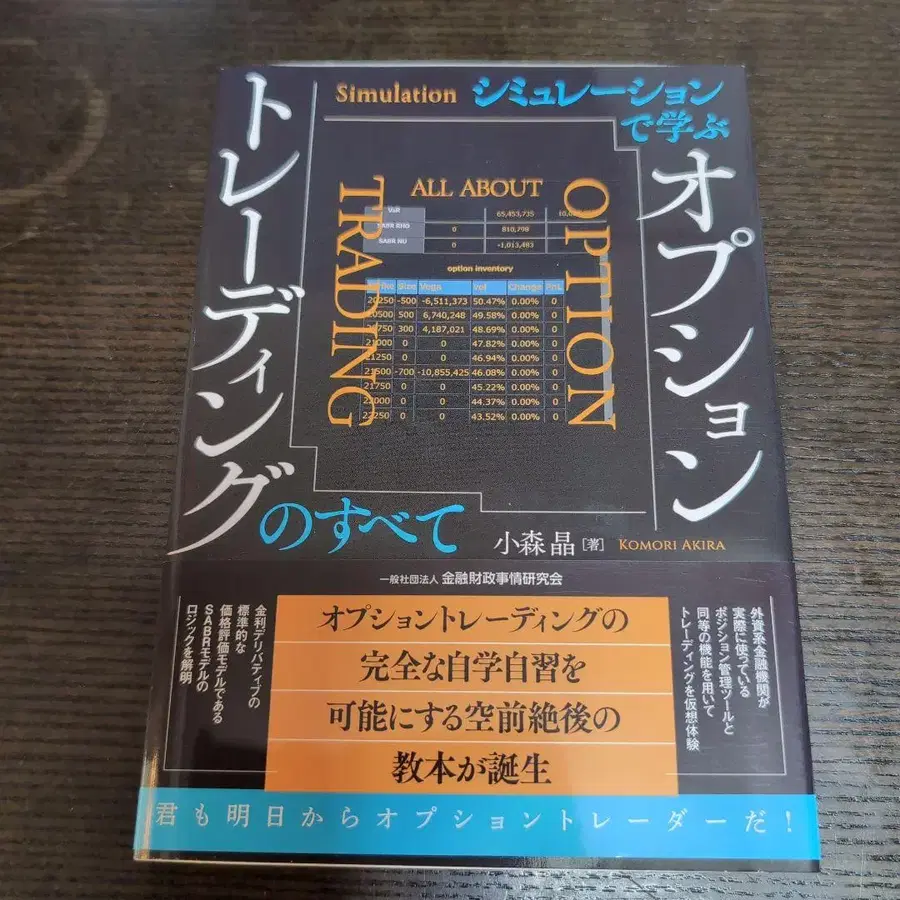 Simulation シミュレーション
で学ぶ
オプション
トレーディング
のすべて
ALL ABOUT
OPTION
TRADING
VaR 65,453,735
SABR RHO 0 810,798
SABR NU 0 -1,013,483
option inventory
Size Vega Vol Change PnL
20250 -500 -6,511,373 50.47% 0.00% 0
20500 500 6,740,248 49.58% 0.00% 0
20750 300 4,187,021 48.69% 0.00% 0
21000 0 0 47.82% 0.00% 0
21250 0 0 46.94% 0.00% 0
21500 -700 -10,855,425 46.08% 0.00% 0
21750 0 0 45.22% 0.00% 0
22000 0 0 44.37% 0.00% 0
22250 0 0 43.52% 0.00% 0
小森 晶[著] KOMORI AKIRA
一般社団法人 金融財政事情研究会
外資系金融機関が
実際に使っている
ポジション管理ツールと
同等の機能を用いて
トレーディングを仮想体験
オプショントレーディングの
完全な自学自習を
可能にする空前絶後の
教本が誕生
金利デリバティブの
標準的な
価格評価モデルである
SABRモデルの
ロジックを解明
君も明日からオプショントレーダーだ!